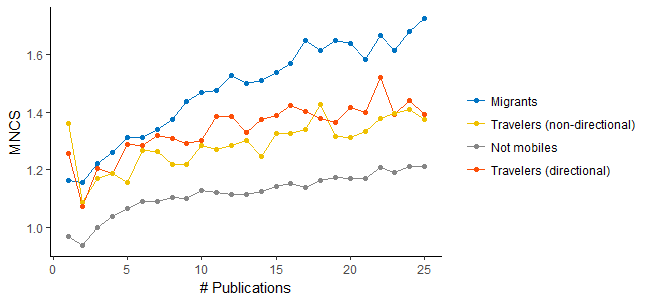 1.6
1.4
1.2
1.0
MNCS
0
5
10
15
20
25
# Publications
Migrants
Travelers (non-directional)
Not mobiles
Travelers (directional)